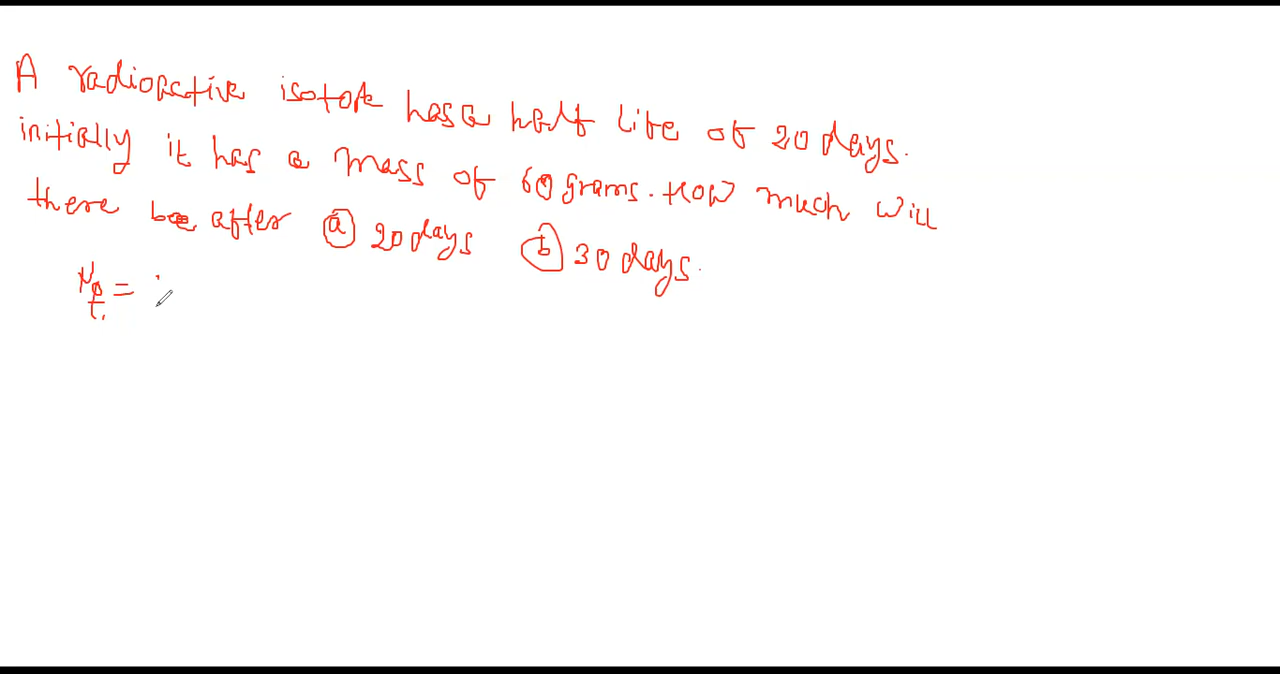 A radioactive isotope has a half life of 20 days.
initially it has a mass of 60 grams. How much will
there be after ⓐ 20 days ⓑ 30 days.
=